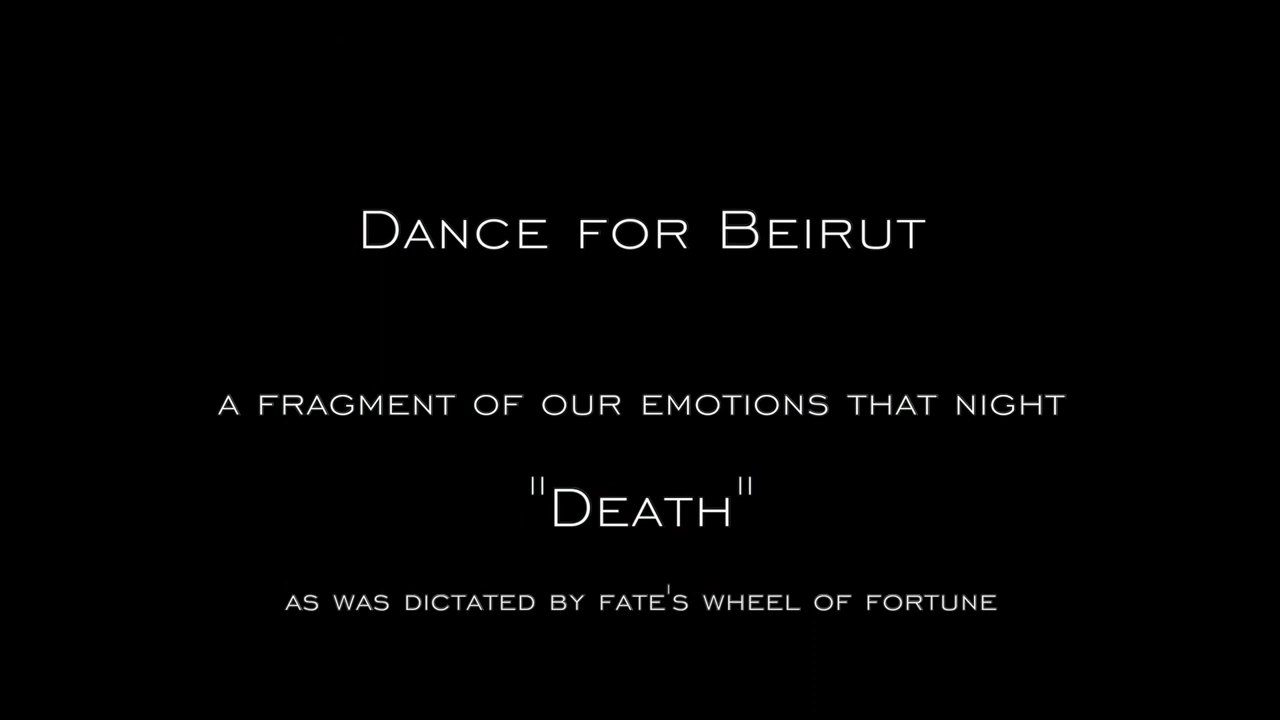 Dance for Beirut
a fragment of our emotions that night
"Death"
as was dictated by fate's wheel of fortune